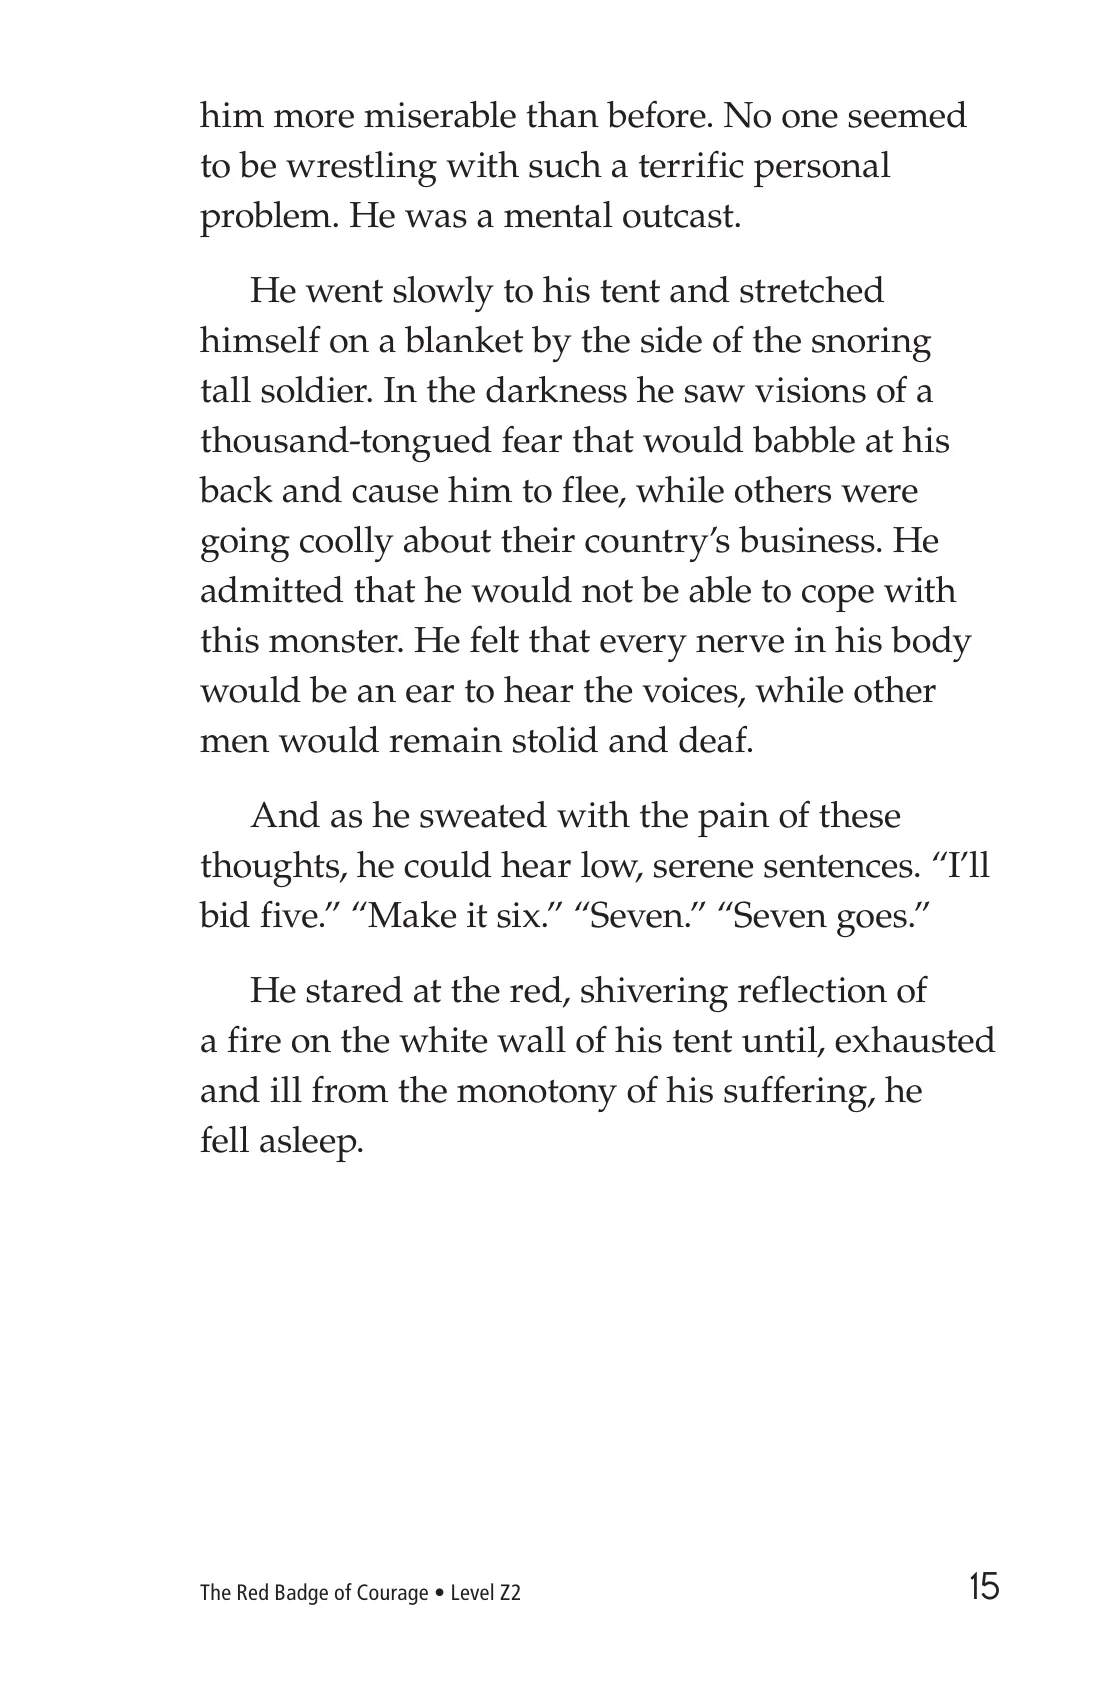 him more miserable than before. No one seemed
to be wrestling with such a terrific personal
problem. He was a mental outcast.
He went slowly to his tent and stretched
himself on a blanket by the side of the snoring
tall soldier. In the darkness he saw visions of a
thousand-tongued fear that would babble at his
back and cause him to flee, while others were
going coolly about their country’s business. He
admitted that he would not be able to cope with
this monster. He felt that every nerve in his body
would be an ear to hear the voices, while other
men would remain stolid and deaf.
And as he sweated with the pain of these
thoughts, he could hear low, serene sentences. “I’ll
bid five.” “Make it six.” “Seven.” “Seven goes.”
He stared at the red, shivering reflection of
a fire on the white wall of his tent until, exhausted
and ill from the monotony of his suffering, he
fell asleep.
The Red Badge of Courage • Level Z2 15